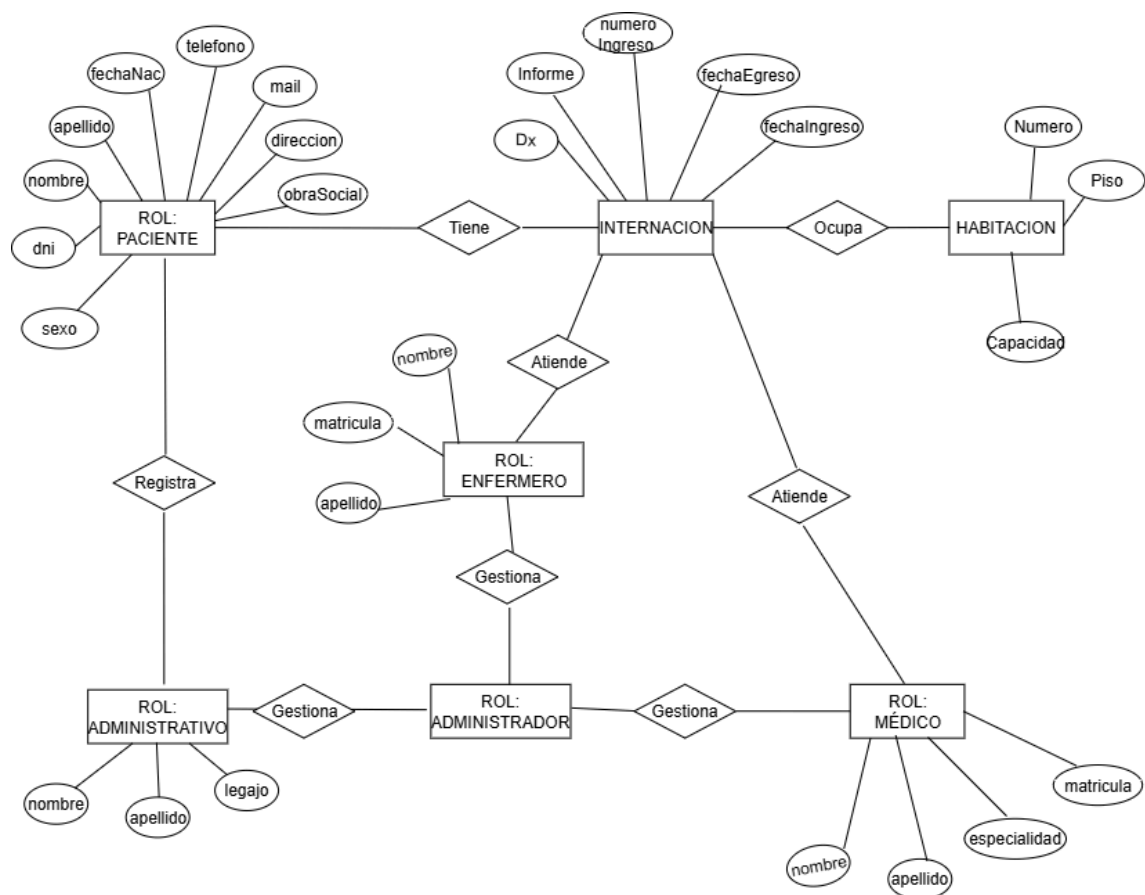 numero
Ingreso
telefono
fechaNac
Informe
fechaEgreso
mail
apellido
Dx
fechaIngreso
Numero
direccion
nombre
obraSocial
Piso
ROL:
PACIENTE
Tiene
INTERNACION
Ocupa
HABITACION
dni
sexo
Capacidad
nombre
Atiende
matricula
ROL:
ENFERMERO
Registra
apellido
Atiende
Gestiona
ROL:
ADMINISTRATIVO
Gestiona
ROL:
ADMINISTRADOR
Gestiona
ROL:
MÉDICO
nombre
apellido
legajo
matricula
especialidad
nombre
apellido